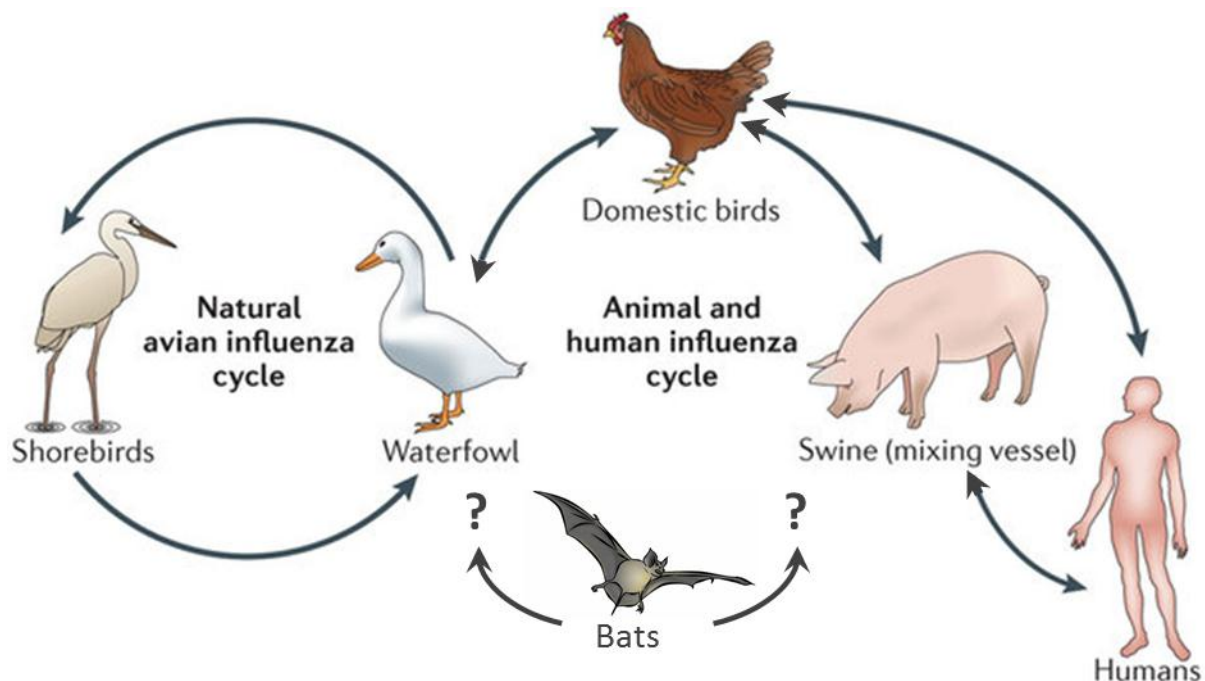 Domestic birds
Natural
avian influenza
cycle
Animal and
human influenza
cycle
Shorebirds
Waterfowl
Swine (mixing vessel)
?
?
Bats
Humans